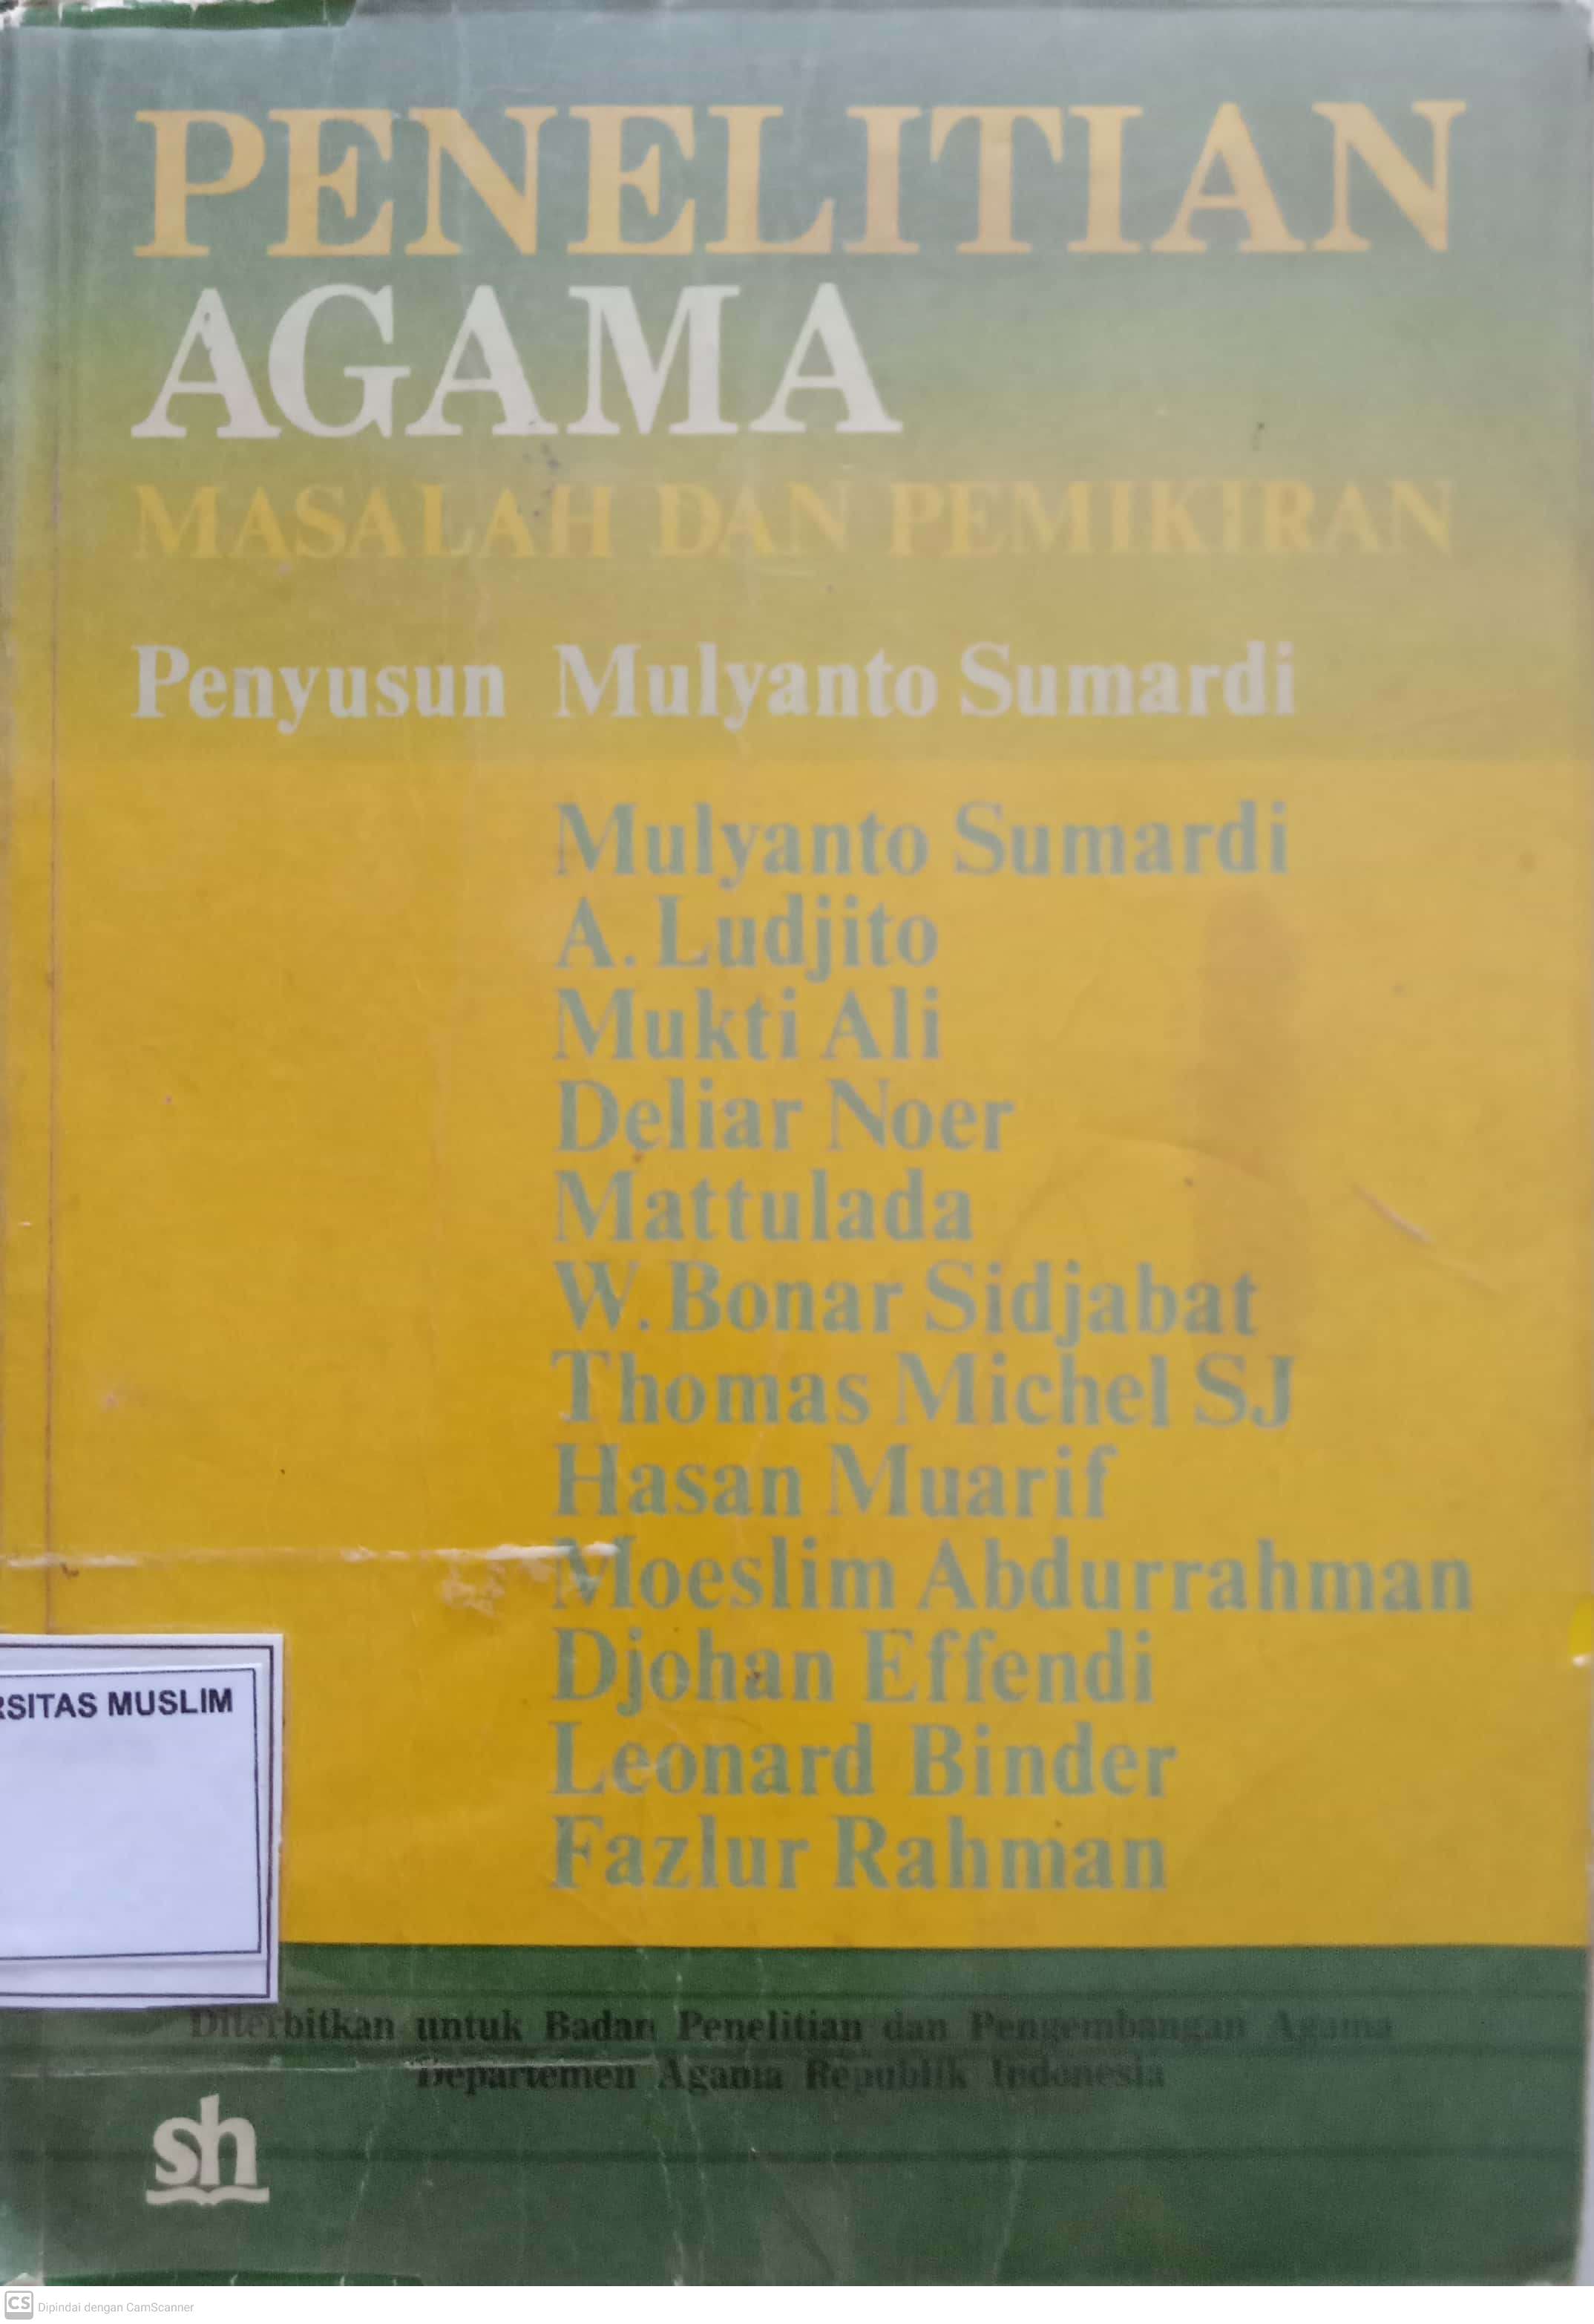 PENELITIAN
AGAMA
MASALAH DAN PEMIKIRAN
Penyusun Mulyanto Sumardi
Mulyanto Sumardi
A. Ludjito
Mukti Ali
Deliar Noer
Mattulada
W. Bonar Sidjabat
Thomas Michel SJ
Hasan Muarif
Moeslim Abdurrahman
Djohan Effendi
Leonard Binder
Fazlur Rahman
RSITAS MUSLIM
Diterbitkan untuk Badan Penelitian dan Pengembangan Agama
Departemen Agama Republik Indonesia
sh
CS Dipindai dengan CamScanner